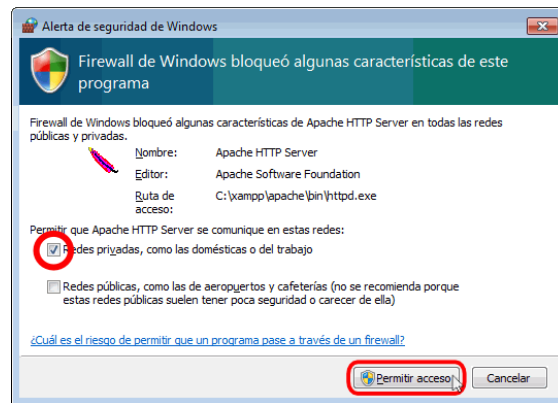 Alerta de seguridad de Windows
Firewall de Windows bloqueó algunas características de este
programa
Firewall de Windows bloqueó algunas características de Apache HTTP Server en todas las redes
públicas y privadas.
Nombre: Apache HTTP Server
Editor: Apache Software Foundation
Ruta de C:\xampp\apache\bin\httpd.exe
acceso:
Permitir que Apache HTTP Server se comunique en estas redes:
Redes privadas, como las domésticas o del trabajo
Redes públicas, como las de aeropuertos y cafeterías (no se recomienda porque
estas redes públicas suelen tener poca seguridad o carecer de ella)
¿Cuál es el riesgo de permitir que un programa pase a través de un firewall?
Permitir acceso Cancelar